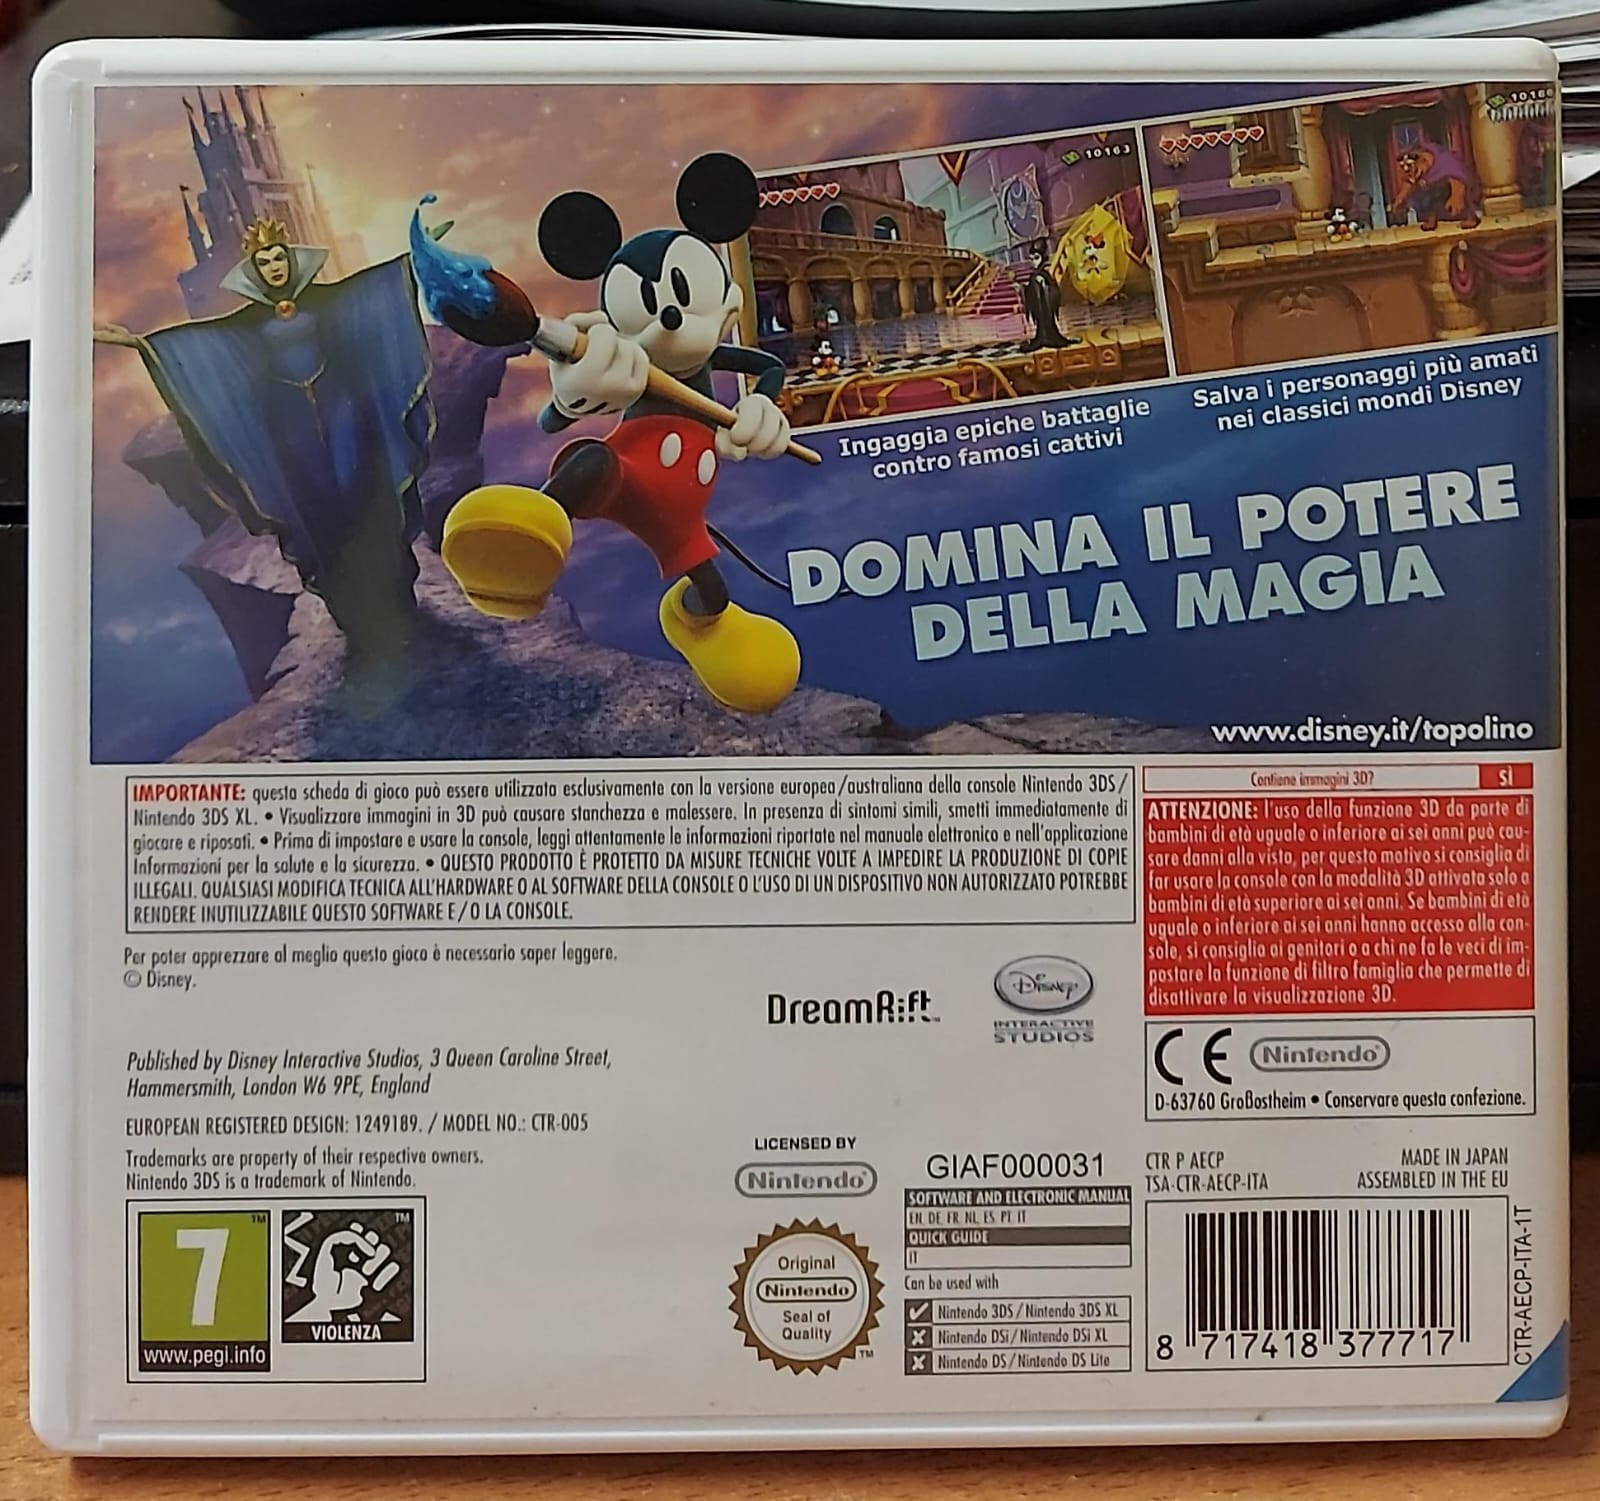 10163
10166
Ingaggia epiche battaglie
contro famosi cattivi
Salva i personaggi più amati
nei classici mondi Disney
DOMINA IL POTERE
DELLA MAGIA
www.disney.it/topolino
IMPORTANTE: questa scheda di gioco può essere utilizzata esclusivamente con la versione europea/australiana della console Nintendo 3DS/
Nintendo 3DS XL. • Visualizzare immagini in 3D può causare stanchezza e malessere. In presenza di sintomi simili, smetti immediatamente di
giocare e riposati. • Prima di impostare e usare la console, leggi attentamente le informazioni riportate nel manuale elettronico e nell'applicazione
Informazioni per la salute e la sicurezza. • QUESTO PRODOTTO È PROTETTO DA MISURE TECNICHE VOLTE A IMPEDIRE LA PRODUZIONE DI COPIE
ILLEGALI. QUALSIASI MODIFICA TECNICA ALL'HARDWARE O AL SOFTWARE DELLA CONSOLE O L'USO DI UN DISPOSITIVO NON AUTORIZZATO POTREBBE
RENDERE INUTILIZZABILE QUESTO SOFTWARE E/O LA CONSOLE.
Contiene immagini 3D? SÌ
ATTENZIONE: l'uso della funzione 3D da parte di
bambini di età uguale o inferiore ai sei anni può cau-
sare danni alla vista, per questo motivo si consiglia di
far usare la console con la modalità 3D attivata solo a
bambini di età superiore ai sei anni. Se bambini di età
uguale o inferiore ai sei anni hanno accesso alla con-
sole, si consiglia ai genitori o a chi ne fa le veci di im-
postare la funzione di filtro famiglia che permette di
disattivare la visualizzazione 3D.
Per poter apprezzare al meglio questo gioco è necessario saper leggere.
© Disney.
DreamRift™
Disney
INTERACTIVE
STUDIOS
CE Nintendo®
D-63760 Großostheim • Conservare questa confezione.
Published by Disney Interactive Studios, 3 Queen Caroline Street,
Hammersmith, London W6 9PE, England
EUROPEAN REGISTERED DESIGN: 1249189. / MODEL NO.: CTR-005
Trademarks are property of their respective owners.
Nintendo 3DS is a trademark of Nintendo.
7™
www.pegi.info
™
VIOLENZA
LICENSED BY
Nintendo®
Original
Nintendo®
Seal of
Quality
™
GIAF000031
SOFTWARE AND ELECTRONIC MANUAL
EN, DE, FR, NL, ES, PT, IT
QUICK GUIDE
IT
Can be used with
Nintendo 3DS/Nintendo 3DS XL
Nintendo DSi/Nintendo DSi XL
Nintendo DS/Nintendo DS Lite
CTR P AECP
TSA-CTR-AECP-ITA
MADE IN JAPAN
ASSEMBLED IN THE EU
8 717418 377717
CTR-AECP-ITA-1T